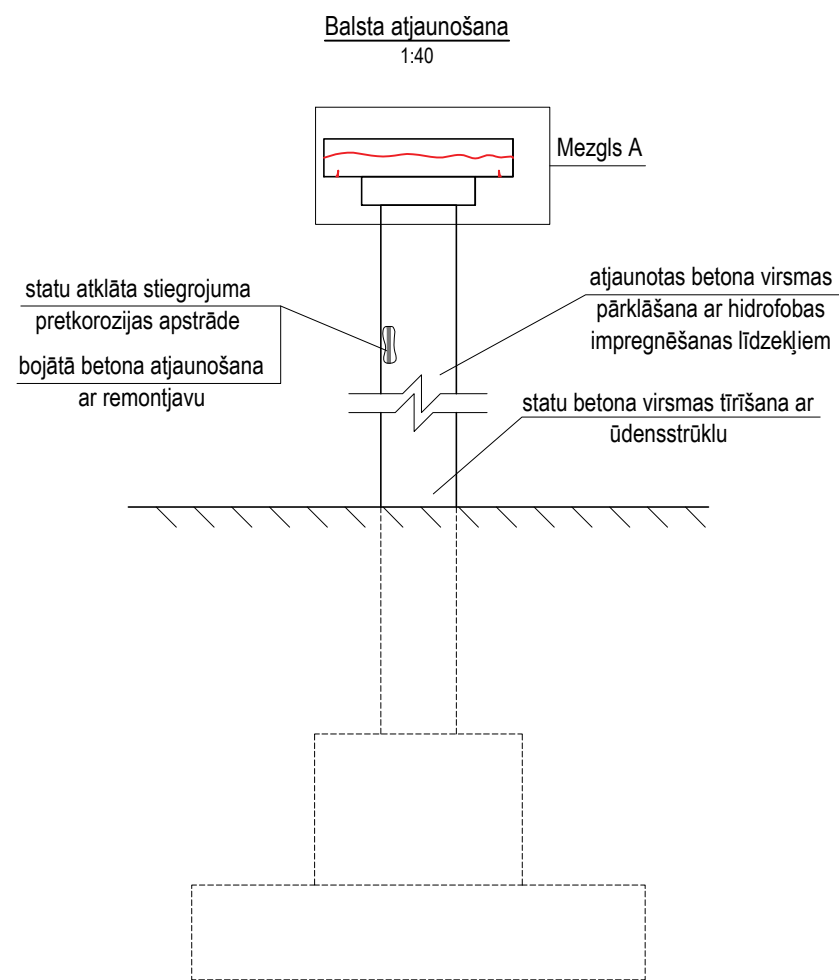 Balsta atjaunošana
1:40
Mezgls A
statu atklāta stiegrojuma
pretkorozijas apstrāde
bojātā betona atjaunošana
ar remontjavu
atjaunotas betona virsmas
pārklāšana ar hidrofobas
impregnēšanas līdzekļiem
statu betona virsmas tīrīšana ar
ūdensstrūklu